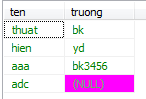 ten truong
thuat bk
hien yd
aaa bk3456
adc (NULL)